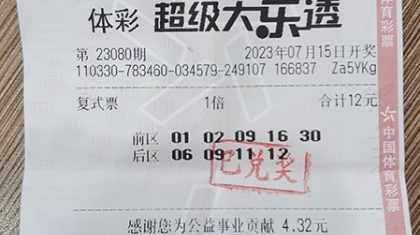 体彩 超级大乐透
第 23080期 2023年07月15日开奖
110330-783460-034579-249107 166837 Za5YKg
复式票 1倍 合计12元
前区 01 02 09 16 30
后区 06 09 11 12
已兑奖
感谢您为公益事业贡献 4.32元
体育彩票
中国体育彩票